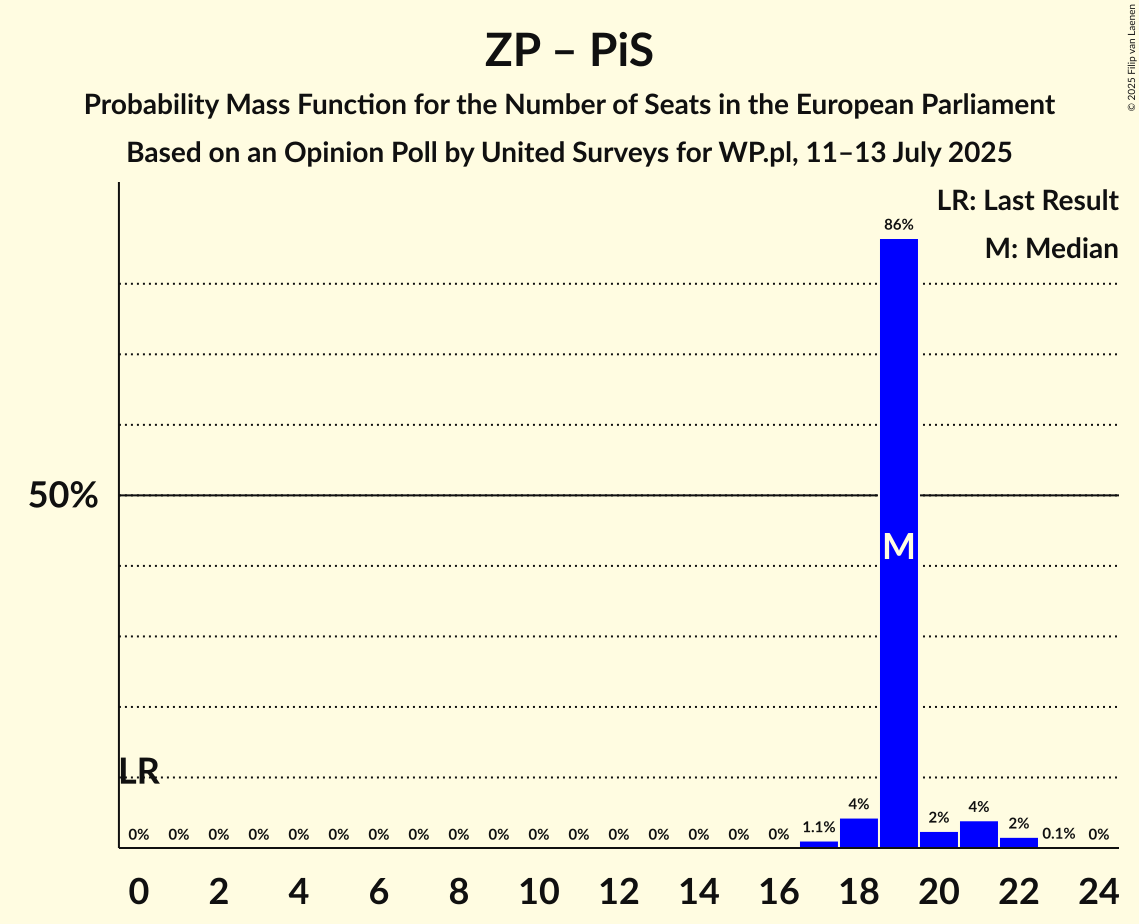 ZP – PiS
Probability Mass Function for the Number of Seats in the European Parliament
Based on an Opinion Poll by United Surveys for WP.pl, 11–13 July 2025
© 2025 Filip van Laenen
LR: Last Result
M: Median
86%
50%
M
LR
0% 0% 0% 0% 0% 0% 0% 0% 0% 0% 0% 0% 0% 0% 0% 0% 0% 1.1% 4% 2% 4% 2% 0.1% 0%
0 2 4 6 8 10 12 14 16 18 20 22 24